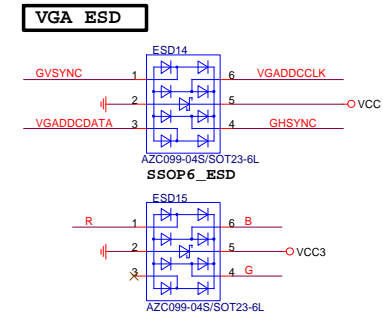 VGA ESD
ESD14
GVSYNC 1 6 VGADDCCLK
2 5 VCC
VGADDCDATA 3 4 GHSYNC
AZC099-04S/SOT23-6L
SSOP6_ESD
ESD15
R 1 6 B
2 5 VCC3
3 4 G
AZC099-04S/SOT23-6L